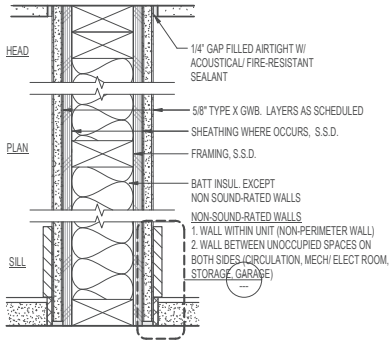 HEAD
1/4" GAP FILLED AIRTIGHT W/
ACOUSTICAL/ FIRE-RESISTANT
SEALANT
5/8" TYPE X GWB. LAYERS AS SCHEDULED
SHEATHING WHERE OCCURS, S.S.D.
PLAN
FRAMING, S.S.D.
BATT INSUL. EXCEPT
NON SOUND-RATED WALLS
NON-SOUND-RATED WALLS
1. WALL WITHIN UNIT (NON-PERIMETER WALL)
2. WALL BETWEEN UNOCCUPIED SPACES ON
BOTH SIDES (CIRCULATION, MECH/ ELECT ROOM,
SILL
STORAGE, GARAGE)
---